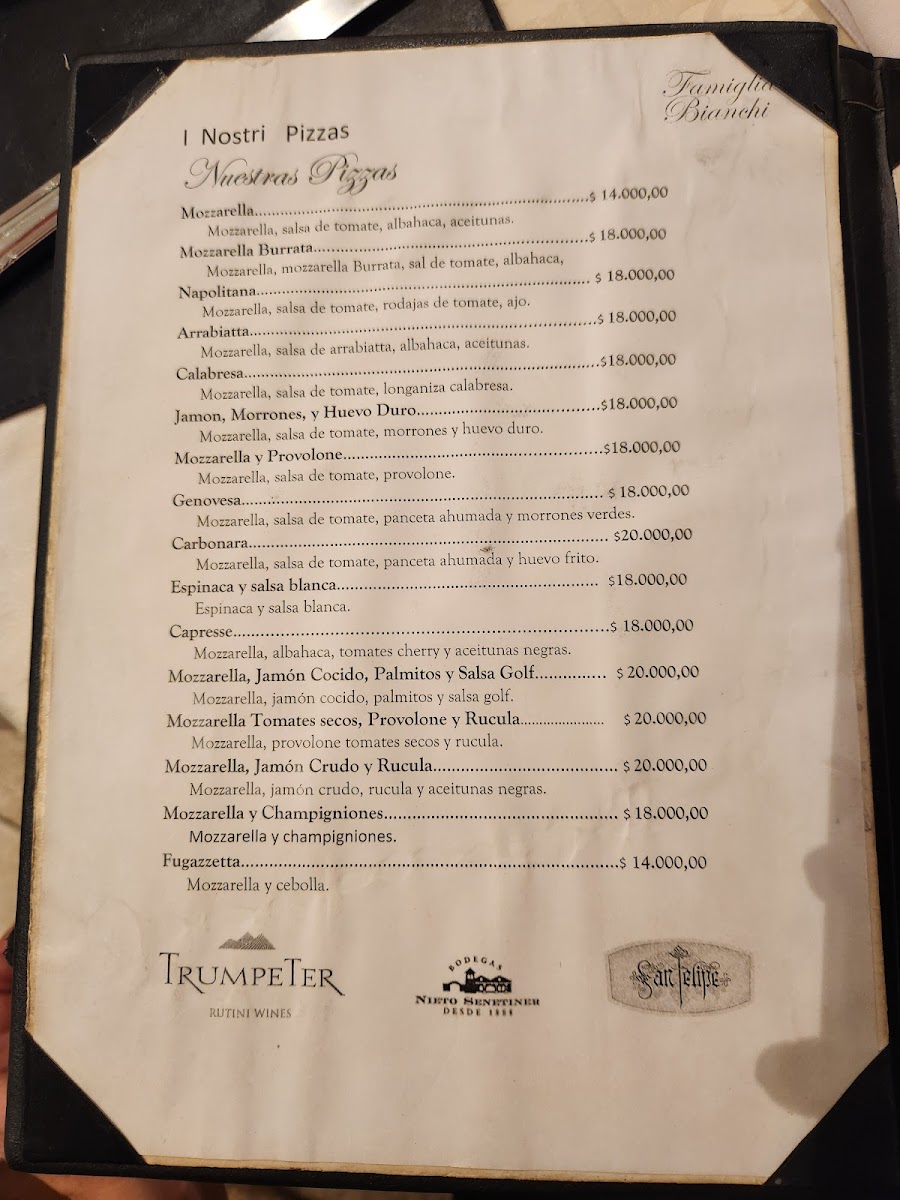 Famiglia
Bianchi
I Nostri Pizzas
Nuestras Pizzas
Mozzarella..........$ 14.000,00
Mozzarella, salsa de tomate, albahaca, aceitunas.
Mozzarella Burrata..........$ 18.000,00
Mozzarella, mozzarella Burrata, sal de tomate, albahaca,
Napolitana.......... $ 18.000,00
Mozzarella, salsa de tomate, rodajas de tomate, ajo.
Arrabiatta..........$ 18.000,00
Mozzarella, salsa de arrabiatta, albahaca, aceitunas.
Calabresa..........$18.000,00
Mozzarella, salsa de tomate, longaniza calabresa.
Jamon, Morrones, y Huevo Duro..........$18.000,00
Mozzarella, salsa de tomate, morrones y huevo duro.
Mozzarella y Provolone..........$18.000,00
Mozzarella, salsa de tomate, provolone.
Genovesa.......... $ 18.000,00
Mozzarella, salsa de tomate, panceta ahumada y morrones verdes.
Carbonara.......... $20.000,00
Mozzarella, salsa de tomate, panceta ahumada y huevo frito.
Espinaca y salsa blanca.......... $18.000,00
Espinaca y salsa blanca.
Capresse..........$ 18.000,00
Mozzarella, albahaca, tomates cherry y aceitunas negras.
Mozzarella, Jamón Cocido, Palmitos y Salsa Golf.......... $ 20.000,00
Mozzarella, jamón cocido, palmitos y salsa golf.
Mozzarella Tomates secos, Provolone y Rucula.......... $ 20.000,00
Mozzarella, provolone tomates secos y rucula.
Mozzarella, Jamón Crudo y Rucula.......... $ 20.000,00
Mozzarella, jamón crudo, rucula y aceitunas negras.
Mozzarella y Champigniones.......... $ 18.000,00
Mozzarella y champigniones.
Fugazzetta..........$ 14.000,00
Mozzarella y cebolla.
TRUMPETER
RUTINI WINES
BODEGAS
NIETO SENETINER
DESDE 1888
San Felipe